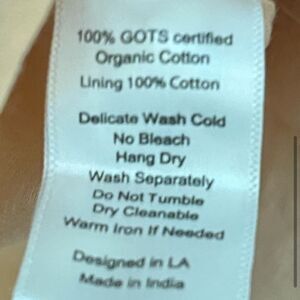 100% GOTS certified
Organic Cotton
Lining 100% Cotton
Delicate Wash Cold
No Bleach
Hang Dry
Wash Separately
Do Not Tumble
Dry Cleanable
Warm Iron If Needed
Designed in LA
Made in India